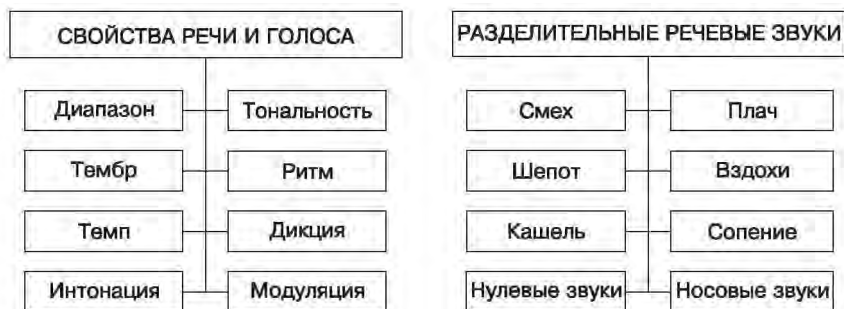 СВОЙСТВА РЕЧИ И ГОЛОСА
Диапазон
Тональность
Тембр
Ритм
Темп
Дикция
Интонация
Модуляция
РАЗДЕЛИТЕЛЬНЫЕ РЕЧЕВЫЕ ЗВУКИ
Смех
Плач
Шепот
Вздохи
Кашель
Сопение
Нулевые звуки
Носовые звуки